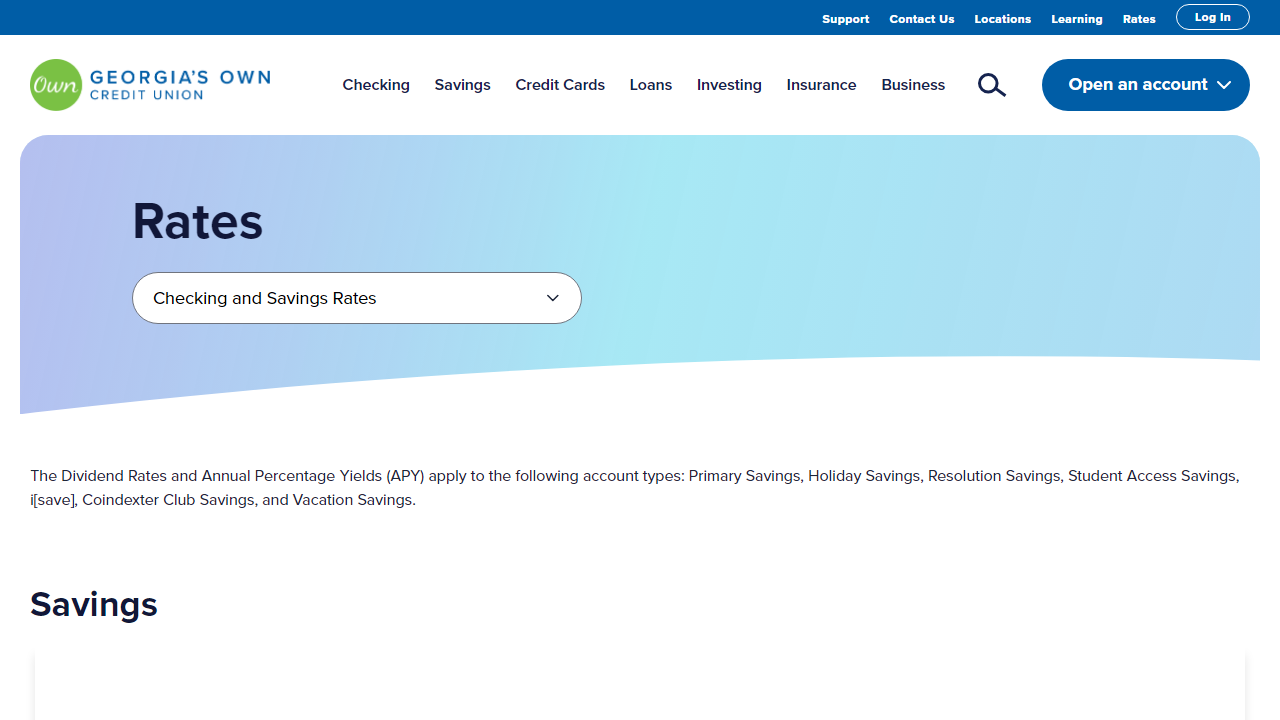 Support Contact Us Locations Learning Rates Log In
Own GEORGIA'S OWN
CREDIT UNION
Checking Savings Credit Cards Loans Investing Insurance Business Open an account
Rates
Checking and Savings Rates
The Dividend Rates and Annual Percentage Yields (APY) apply to the following account types: Primary Savings, Holiday Savings, Resolution Savings, Student Access Savings,
i[save], Coindexter Club Savings, and Vacation Savings.
Savings